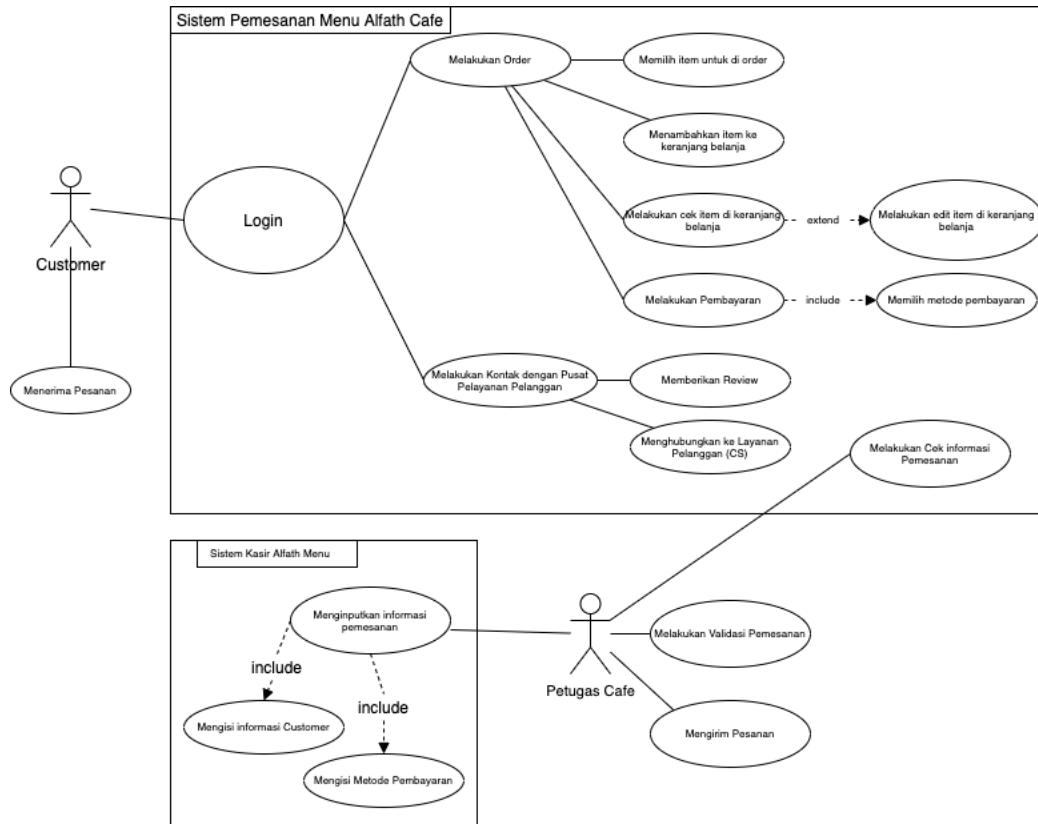 Sistem Pemesanan Menu Alfath Cafe
Melakukan Order
Memilih item untuk di order
Menambahkan item ke
keranjang belanja
Login
Customer
Melakukan cek item di keranjang
belanja
extend
Melakukan edit item di keranjang
belanja
Melakukan Pembayaran
include
Memilih metode pembayaran
Menerima Pesanan
Melakukan Kontak dengan Pusat
Pelayanan Pelanggan
Memberikan Review
Menghubungkan ke Layanan
Pelanggan (CS)
Melakukan Cek informasi
Pemesanan
Sistem Kasir Alfath Menu
Menginputkan informasi
pemesanan
include
include
Mengisi informasi Customer
Mengisi Metode Pembayaran
Petugas Cafe
Melakukan Validasi Pemesanan
Mengirim Pesanan